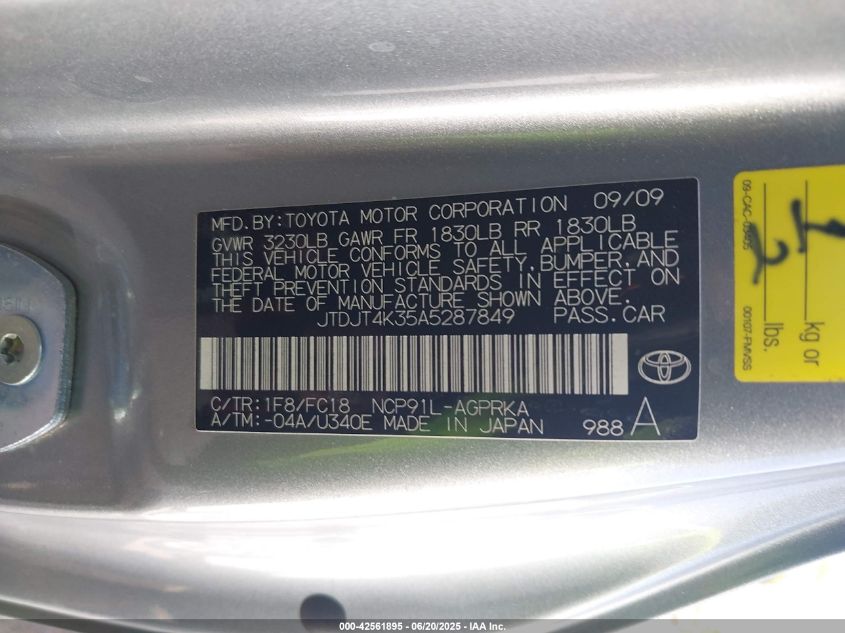 MFD.BY:TOYOTA MOTOR CORPORATION 09/09
GVWR 3230LB GAWR FR 1830LB RR 1830LB
THIS VEHICLE CONFORMS TO ALL APPLICABLE
FEDERAL MOTOR VEHICLE SAFETY,BUMPER,AND
THEFT PREVENTION STANDARDS IN EFFECT ON
THE DATE OF MANUFACTURE SHOWN ABOVE.
JTDJT4K35A5287849 PASS.CAR
C/TR:1F8/FC18 NCP91L-AGPRKA
A/TM:-04A/U340E MADE IN JAPAN 988 A
kg or
lbs.
00107-FMVSS
000-42561895 - 06/20/2025 - IAA Inc.